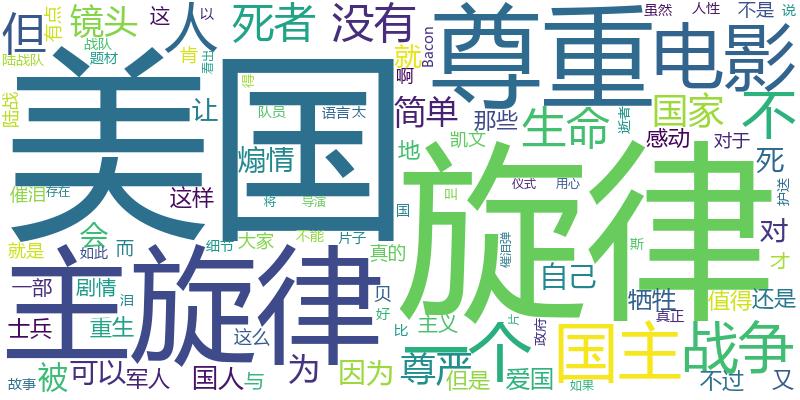 但
有点
镜头
这
人
以
死者
没有
尊重
电影
虽然
人性
不是
说
陆战队
战队
题材
肯
看出
啊
就
Bacon
美国
得
队员
语言
太
简单
那些
生命
逝者
国家
不
陆战
让
煽情
地
凯文
感动
对于
死
旋律
催泪
存在
这样
将
导演
国
叫
仪式
用心
护送
会
而
细节
大家
不能
片子
真的
催泪弹
斯
对
就是
如此
主旋律
自己
才
一部
剧情
泪
贝
好
牺牲
值得
还是
士兵
重生
这么
比
主义
一个
片
政府
国主
真正
战争
故事
被
可以
军人
以
国人
与
为
因为
尊严
但是
爱国
如果
不过
又